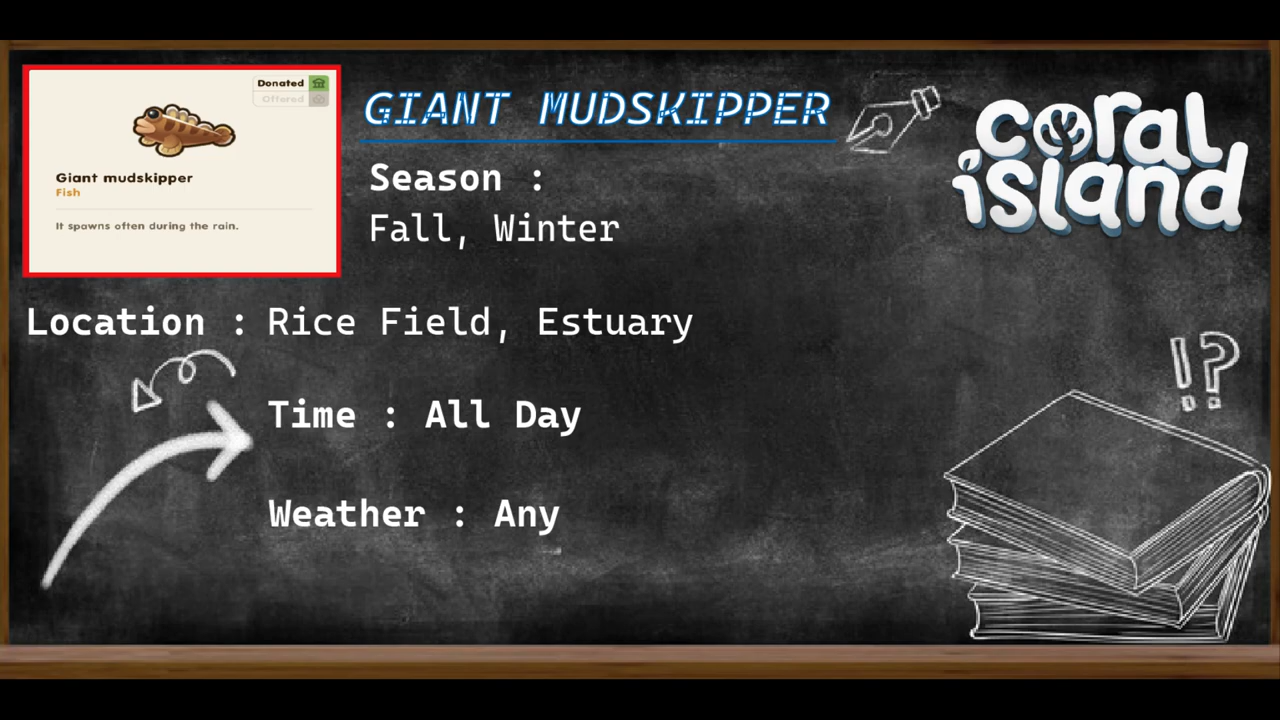 Donated
Offered
Giant mudskipper
Fish
It spawns often during the rain.
GIANT MUDSKIPPER
Season :
Fall, Winter
coral
island
Location : Rice Field, Estuary
!?
Time : All Day
Weather : Any